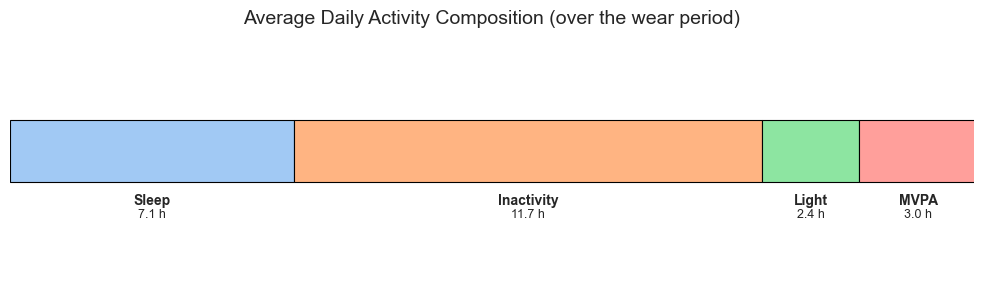 Average Daily Activity Composition (over the wear period)
Sleep
7.1 h
Inactivity
11.7 h
Light
2.4 h
MVPA
3.0 h